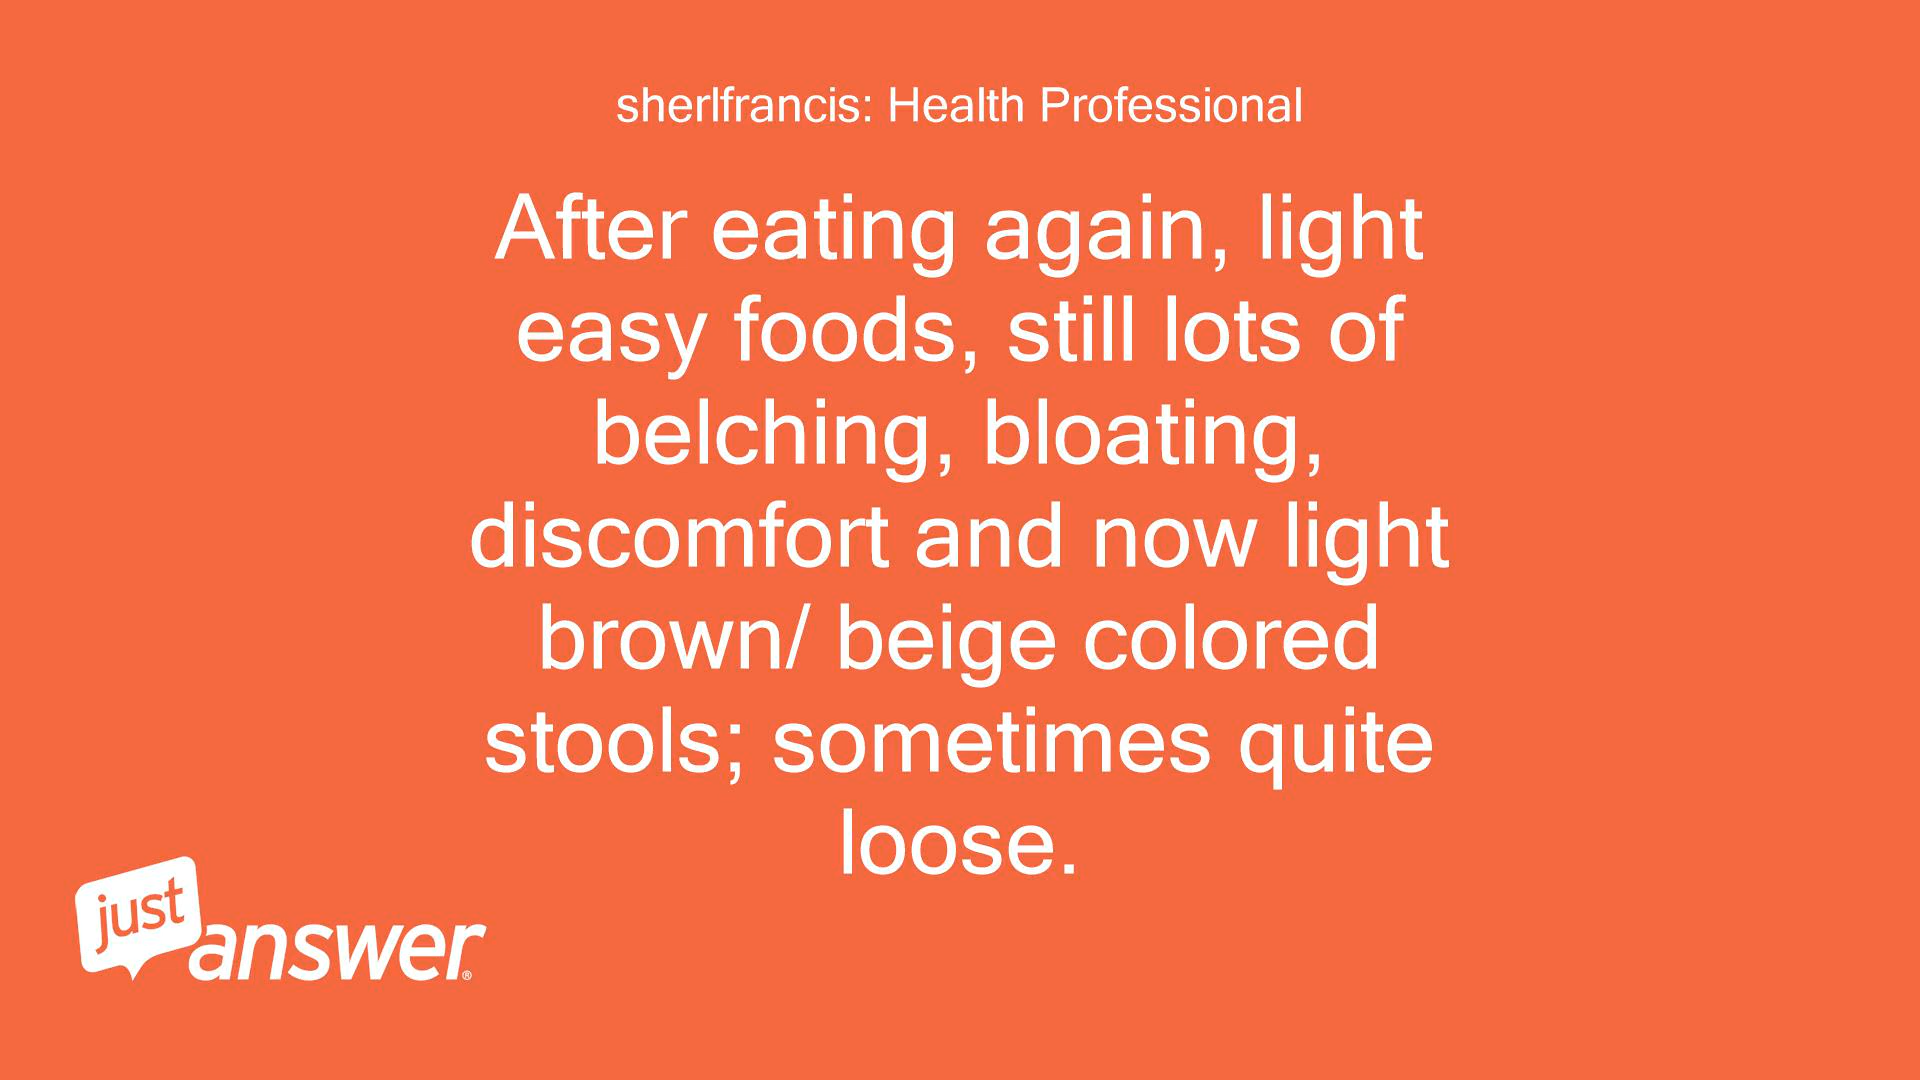 sherlfrancis: Health Professional
After eating again, light
easy foods, still lots of
belching, bloating,
discomfort and now light
brown/ beige colored
stools; sometimes quite
loose.
just
answer®